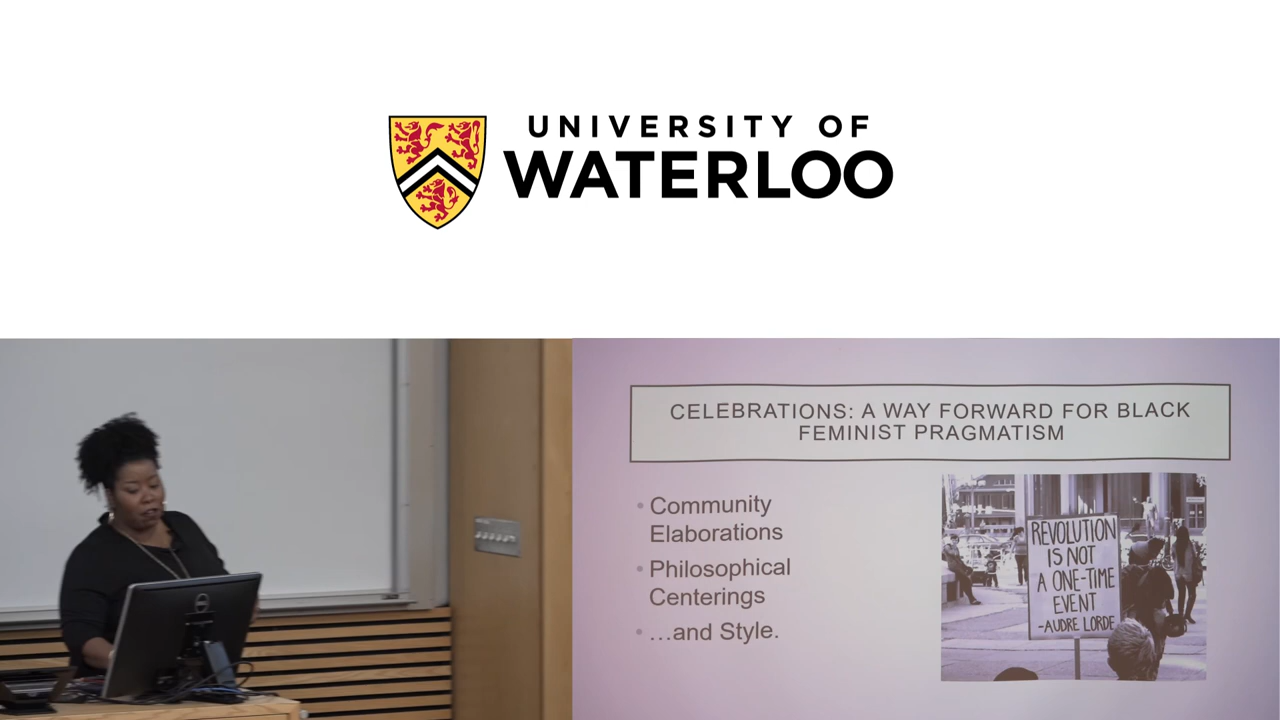 UNIVERSITY OF
WATERLOO
CELEBRATIONS: A WAY FORWARD FOR BLACK
FEMINIST PRAGMATISM
• Community
Elaborations
• Philosophical
Centerings
• …and Style.
REVOLUTION
IS NOT
A ONE-TIME
EVENT
-AUDRE LORDE
DELL